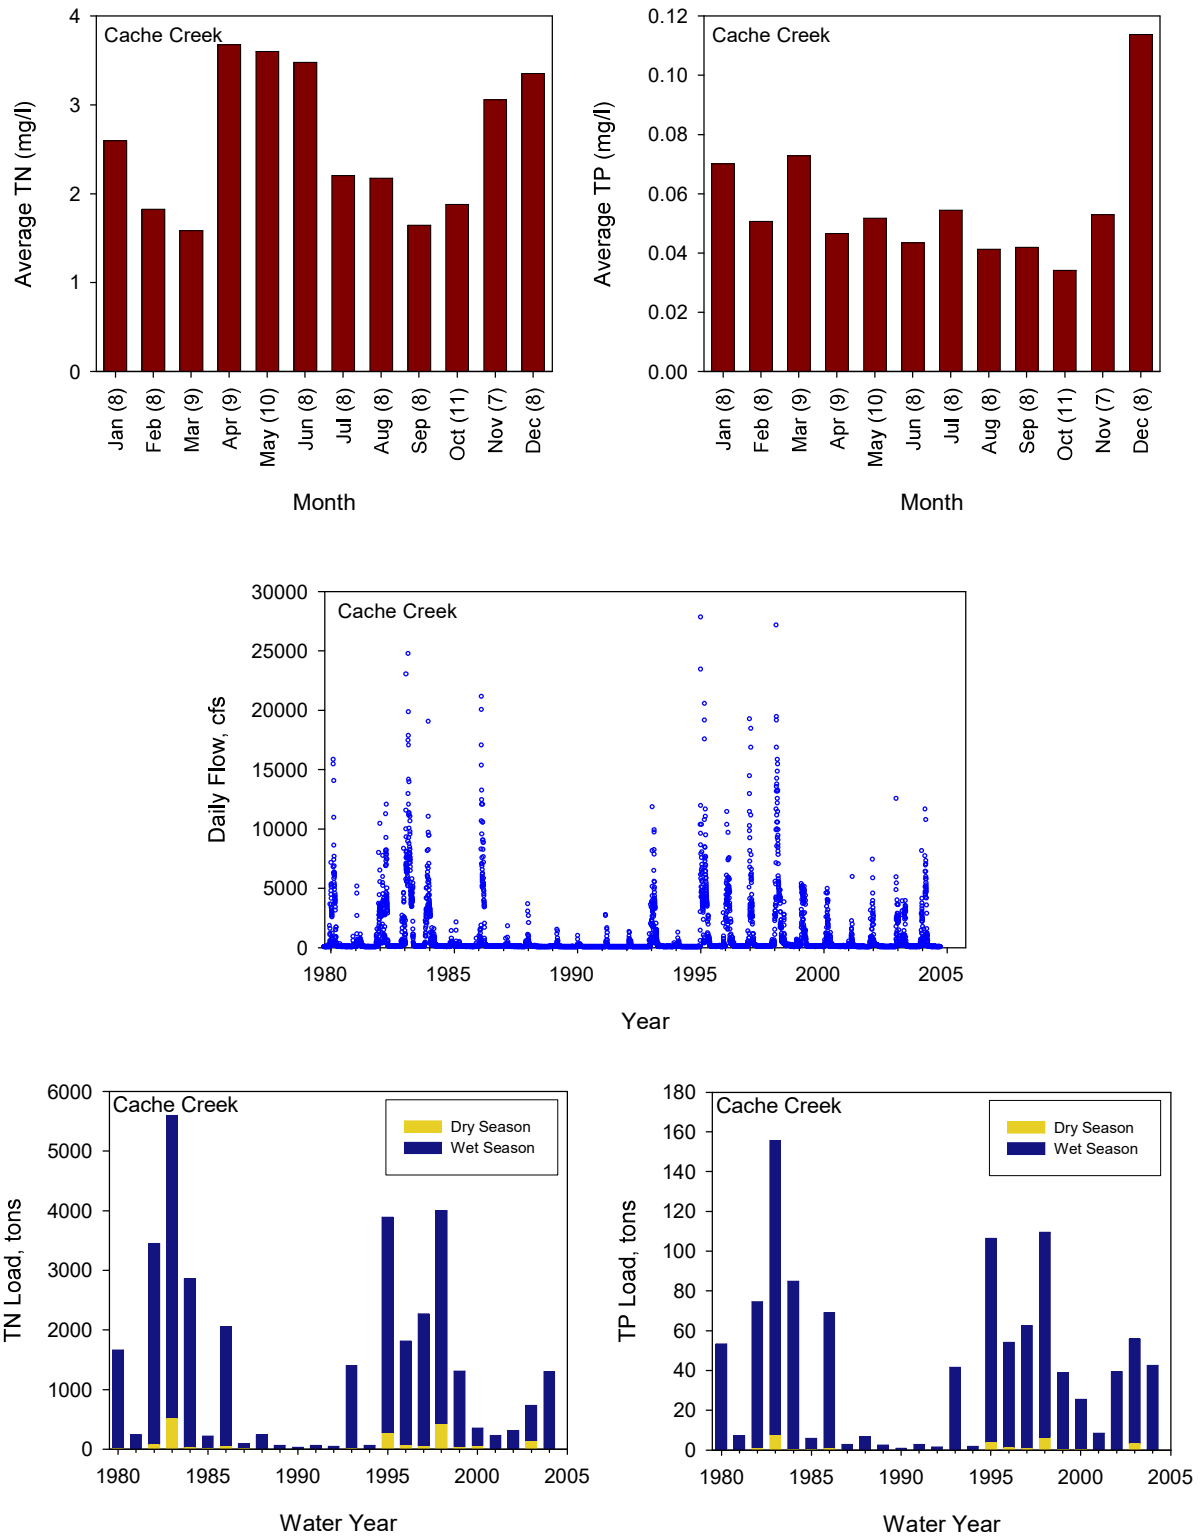 Cache Creek
Average TN (mg/l)
4
3
2
1
0
Jan (8)
Feb (8)
Mar (9)
Apr (9)
May (10)
Jun (8)
Jul (8)
Aug (8)
Sep (8)
Oct (11)
Nov (7)
Dec (8)
Month
Cache Creek
Average TP (mg/l)
0.12
0.10
0.08
0.06
0.04
0.02
0.00
Jan (8)
Feb (8)
Mar (9)
Apr (9)
May (10)
Jun (8)
Jul (8)
Aug (8)
Sep (8)
Oct (11)
Nov (7)
Dec (8)
Month
Cache Creek
Daily Flow, cfs
30000
25000
20000
15000
10000
5000
0
1980 1985 1990 1995 2000 2005
Year
Cache Creek
Dry Season
Wet Season
TN Load, tons
6000
5000
4000
3000
2000
1000
0
1980 1985 1990 1995 2000 2005
Water Year
Cache Creek
Dry Season
Wet Season
TP Load, tons
180
160
140
120
100
80
60
40
20
0
1980 1985 1990 1995 2000 2005
Water Year